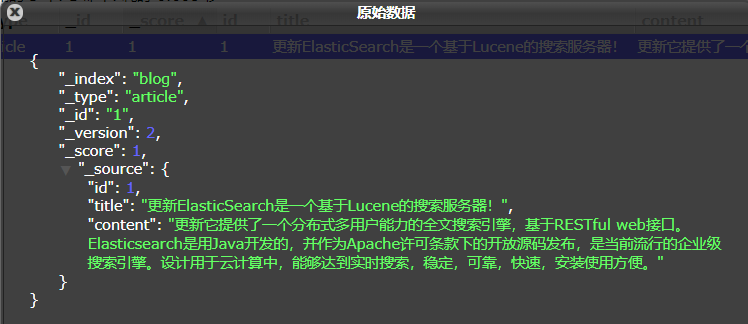 原始数据
_id _score ▲ id title content
icle 1 1 1 更新ElasticSearch是一个基于Lucene的搜索服务器! 更新它提供了一个
{
"_index": "blog",
"_type": "article",
"_id": "1",
"_version": 2,
"_score": 1,
"_source": {
"id": 1,
"title": "更新ElasticSearch是一个基于Lucene的搜索服务器!",
"content": "更新它提供了一个分布式多用户能力的全文搜索引擎，基于RESTful web接口。
Elasticsearch是用Java开发的，并作为Apache许可条款下的开放源码发布，是当前流行的企业级
搜索引擎。设计用于云计算中，能够达到实时搜索，稳定，可靠，快速，安装使用方便。"
}
}